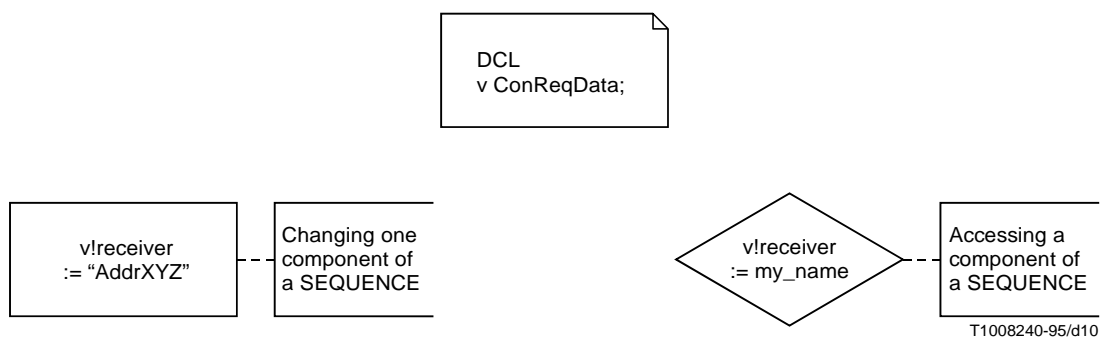 DCL
v ConReqData;
v!receiver
:= “AddrXYZ”
Changing one
component of
a SEQUENCE
v!receiver
:= my_name
Accessing a
component of
a SEQUENCE
T1008240-95/d10